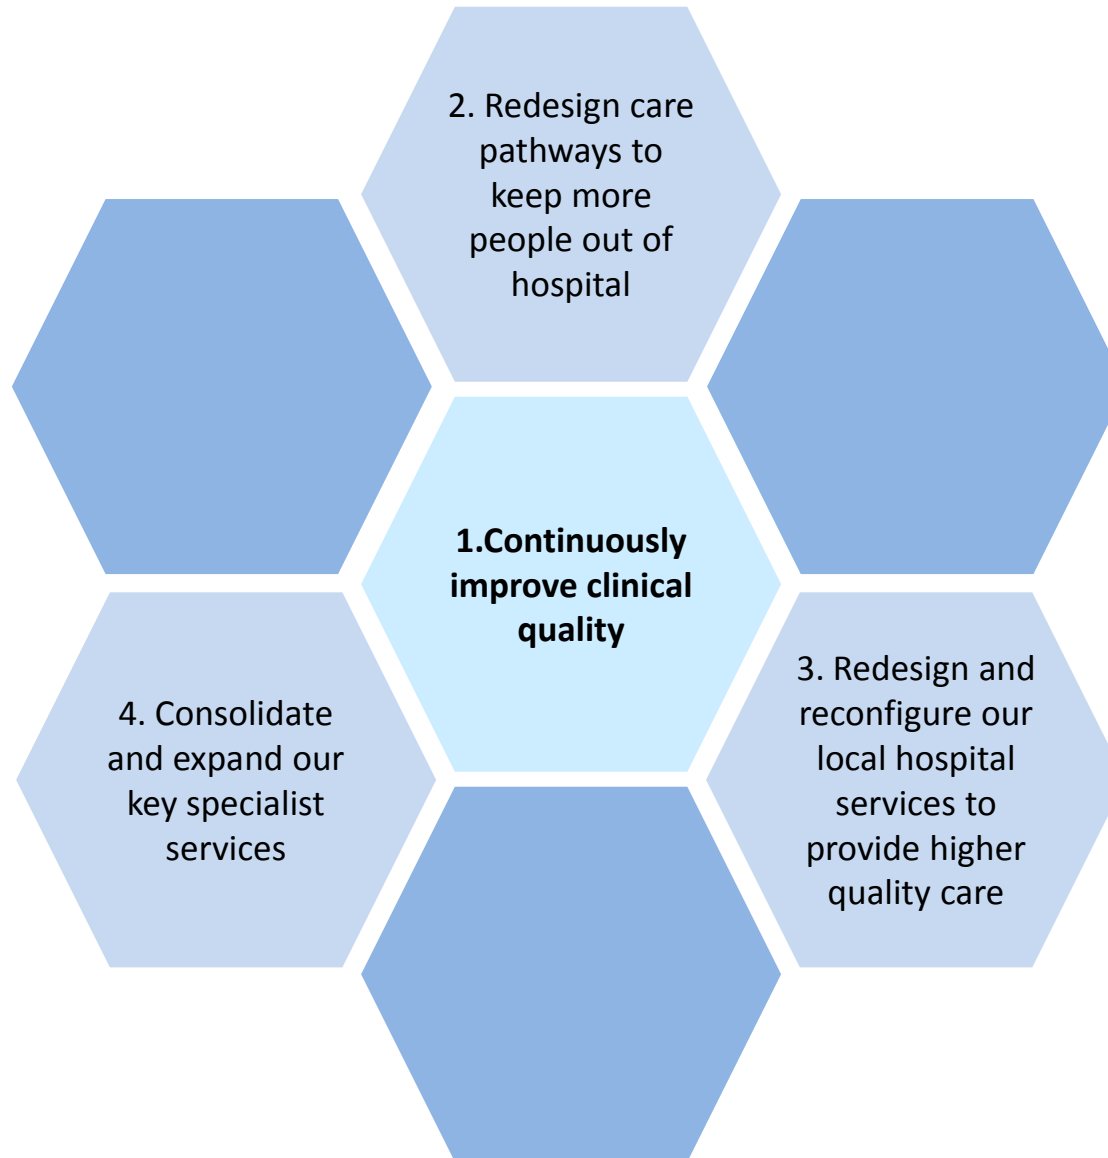 2. Redesign care
pathways to
keep more
people out of
hospital
1.Continuously
improve clinical
quality
3. Redesign and
reconfigure our
local hospital
services to
provide higher
quality care
4. Consolidate
and expand our
key specialist
services